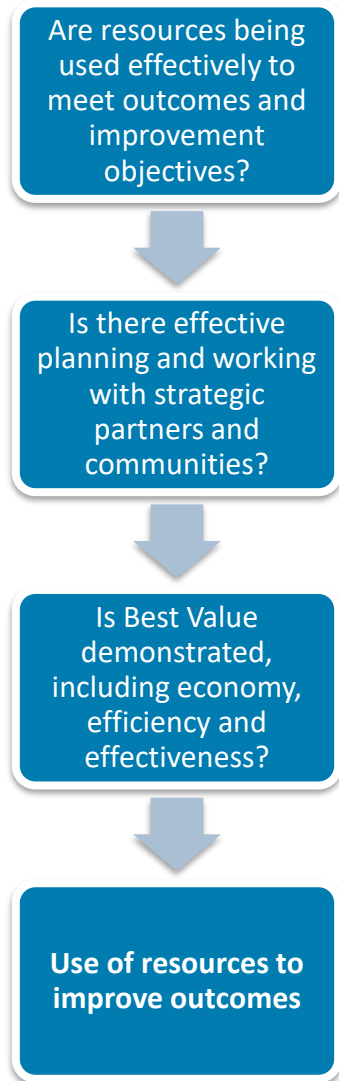 Are resources being
used effectively to
meet outcomes and
improvement
objectives?
Is there effective
planning and working
with strategic
partners and
communities?
Is Best Value
demonstrated,
including economy,
efficiency and
effectiveness?
Use of resources to
improve outcomes